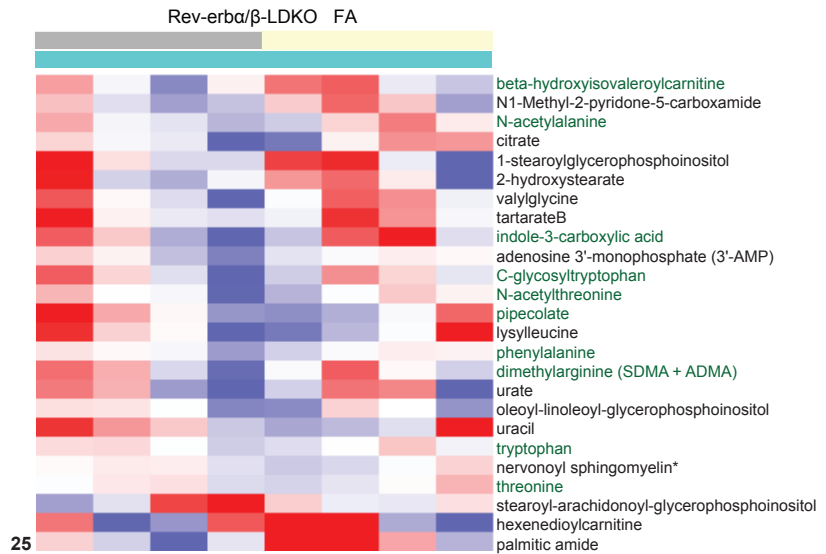 Rev-erbα/β-LDKO FA
beta-hydroxyisovaleroylcarnitine
N1-Methyl-2-pyridone-5-carboxamide
N-acetylalanine
citrate
1-stearoylglycerophosphoinositol
2-hydroxystearate
valylglycine
tartarateB
indole-3-carboxylic acid
adenosine 3'-monophosphate (3'-AMP)
C-glycosyltryptophan
N-acetylthreonine
pipecolate
lysylleucine
phenylalanine
dimethylarginine (SDMA + ADMA)
urate
oleoyl-linoleoyl-glycerophosphoinositol
uracil
tryptophan
nervonoyl sphingomyelin*
threonine
stearoyl-arachidonoyl-glycerophosphoinositol
hexenedioylcarnitine
25 palmitic amide